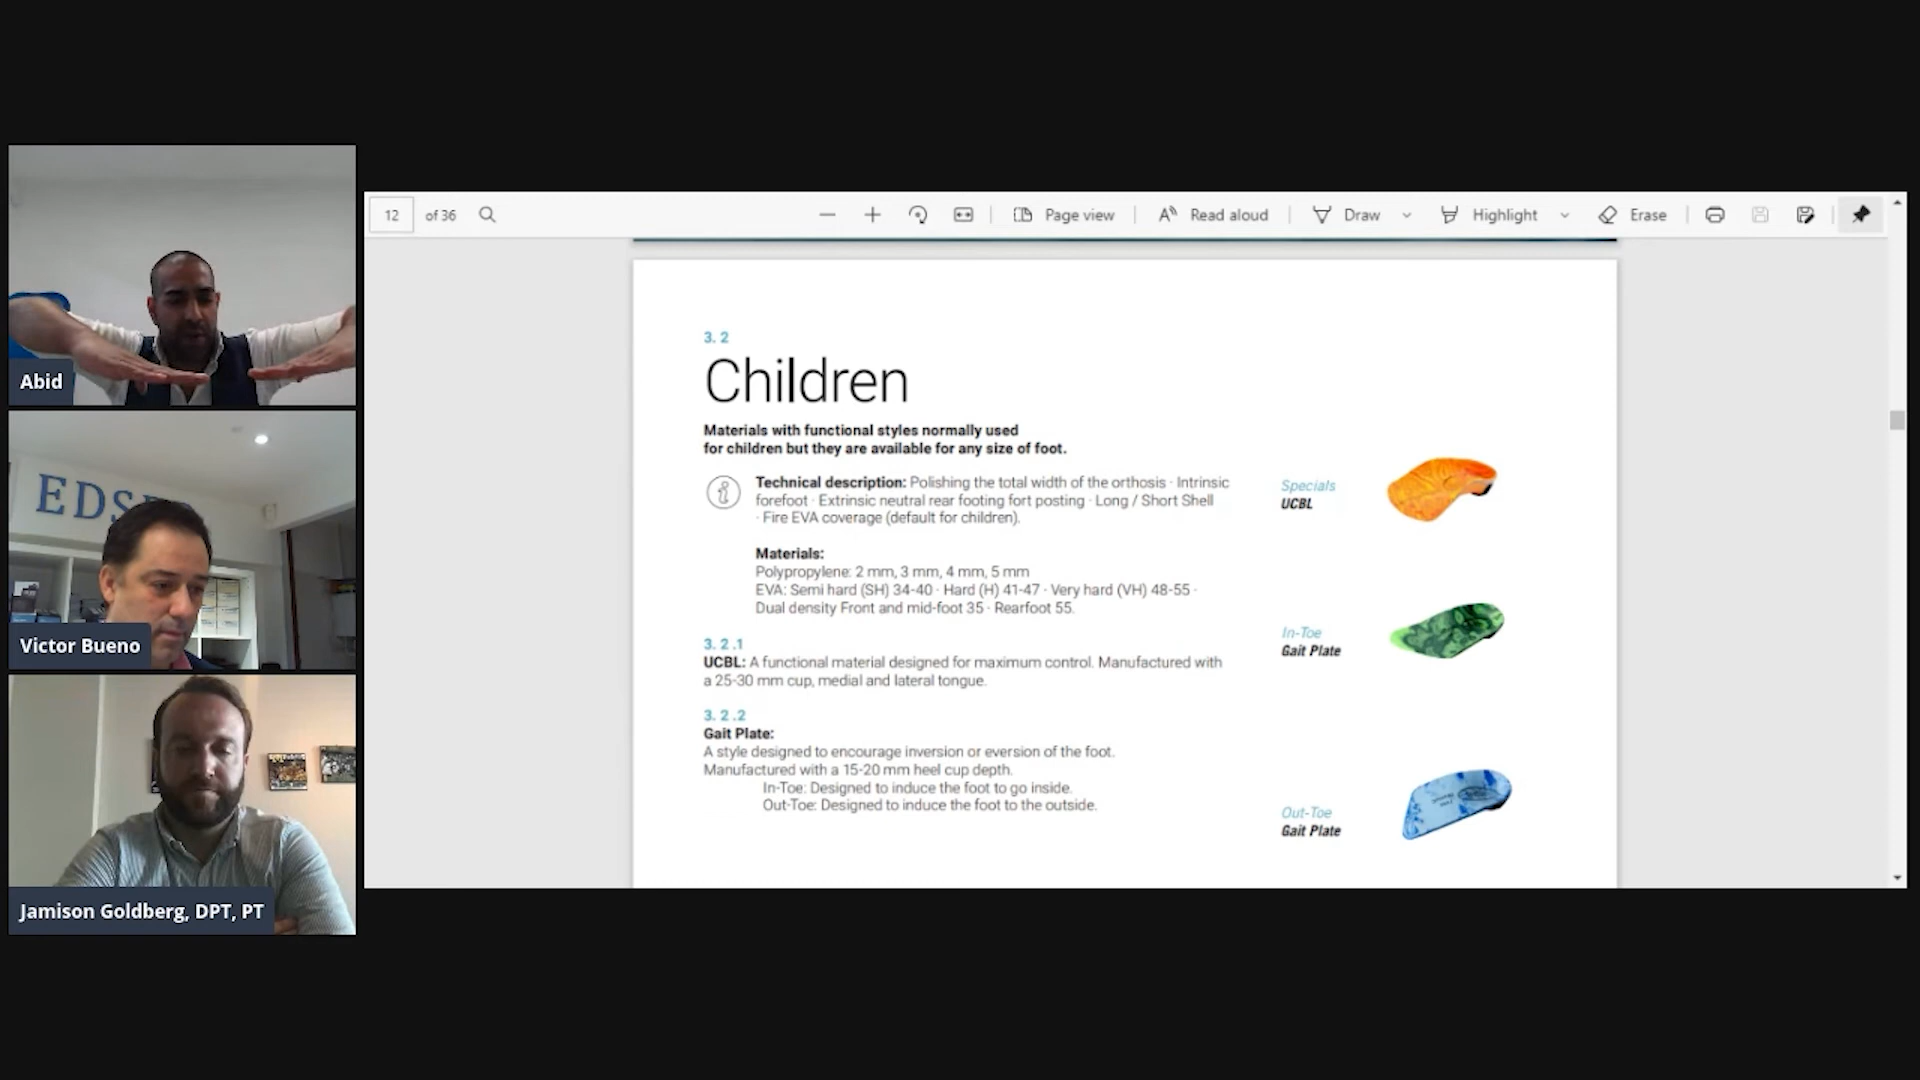 Abid
EDSE
Victor Bueno
Jamison Goldberg, DPT, PT
12 of 36
Page view
Read aloud
Draw
Highlight
Erase
3. 2
Children
Materials with functional styles normally used
for children but they are available for any size of foot.
Technical description: Polishing the total width of the orthosis · Intrinsic
forefoot · Extrinsic neutral rear footing fort posting · Long / Short Shell
· Fire EVA coverage (default for children).
Materials:
Polypropylene: 2 mm, 3 mm, 4 mm, 5 mm
EVA: Semi hard (SH) 34-40 · Hard (H) 41-47 · Very hard (VH) 48-55 ·
Dual density Front and mid-foot 35 · Rearfoot 55.
3. 2 .1
UCBL: A functional material designed for maximum control. Manufactured with
a 25-30 mm cup, medial and lateral tongue.
3. 2 .2
Gait Plate:
A style designed to encourage inversion or eversion of the foot.
Manufactured with a 15-20 mm heel cup depth.
In-Toe: Designed to induce the foot to go inside.
Out-Toe: Designed to induce the foot to the outside.
Specials
UCBL
In-Toe
Gait Plate
Out-Toe
Gait Plate